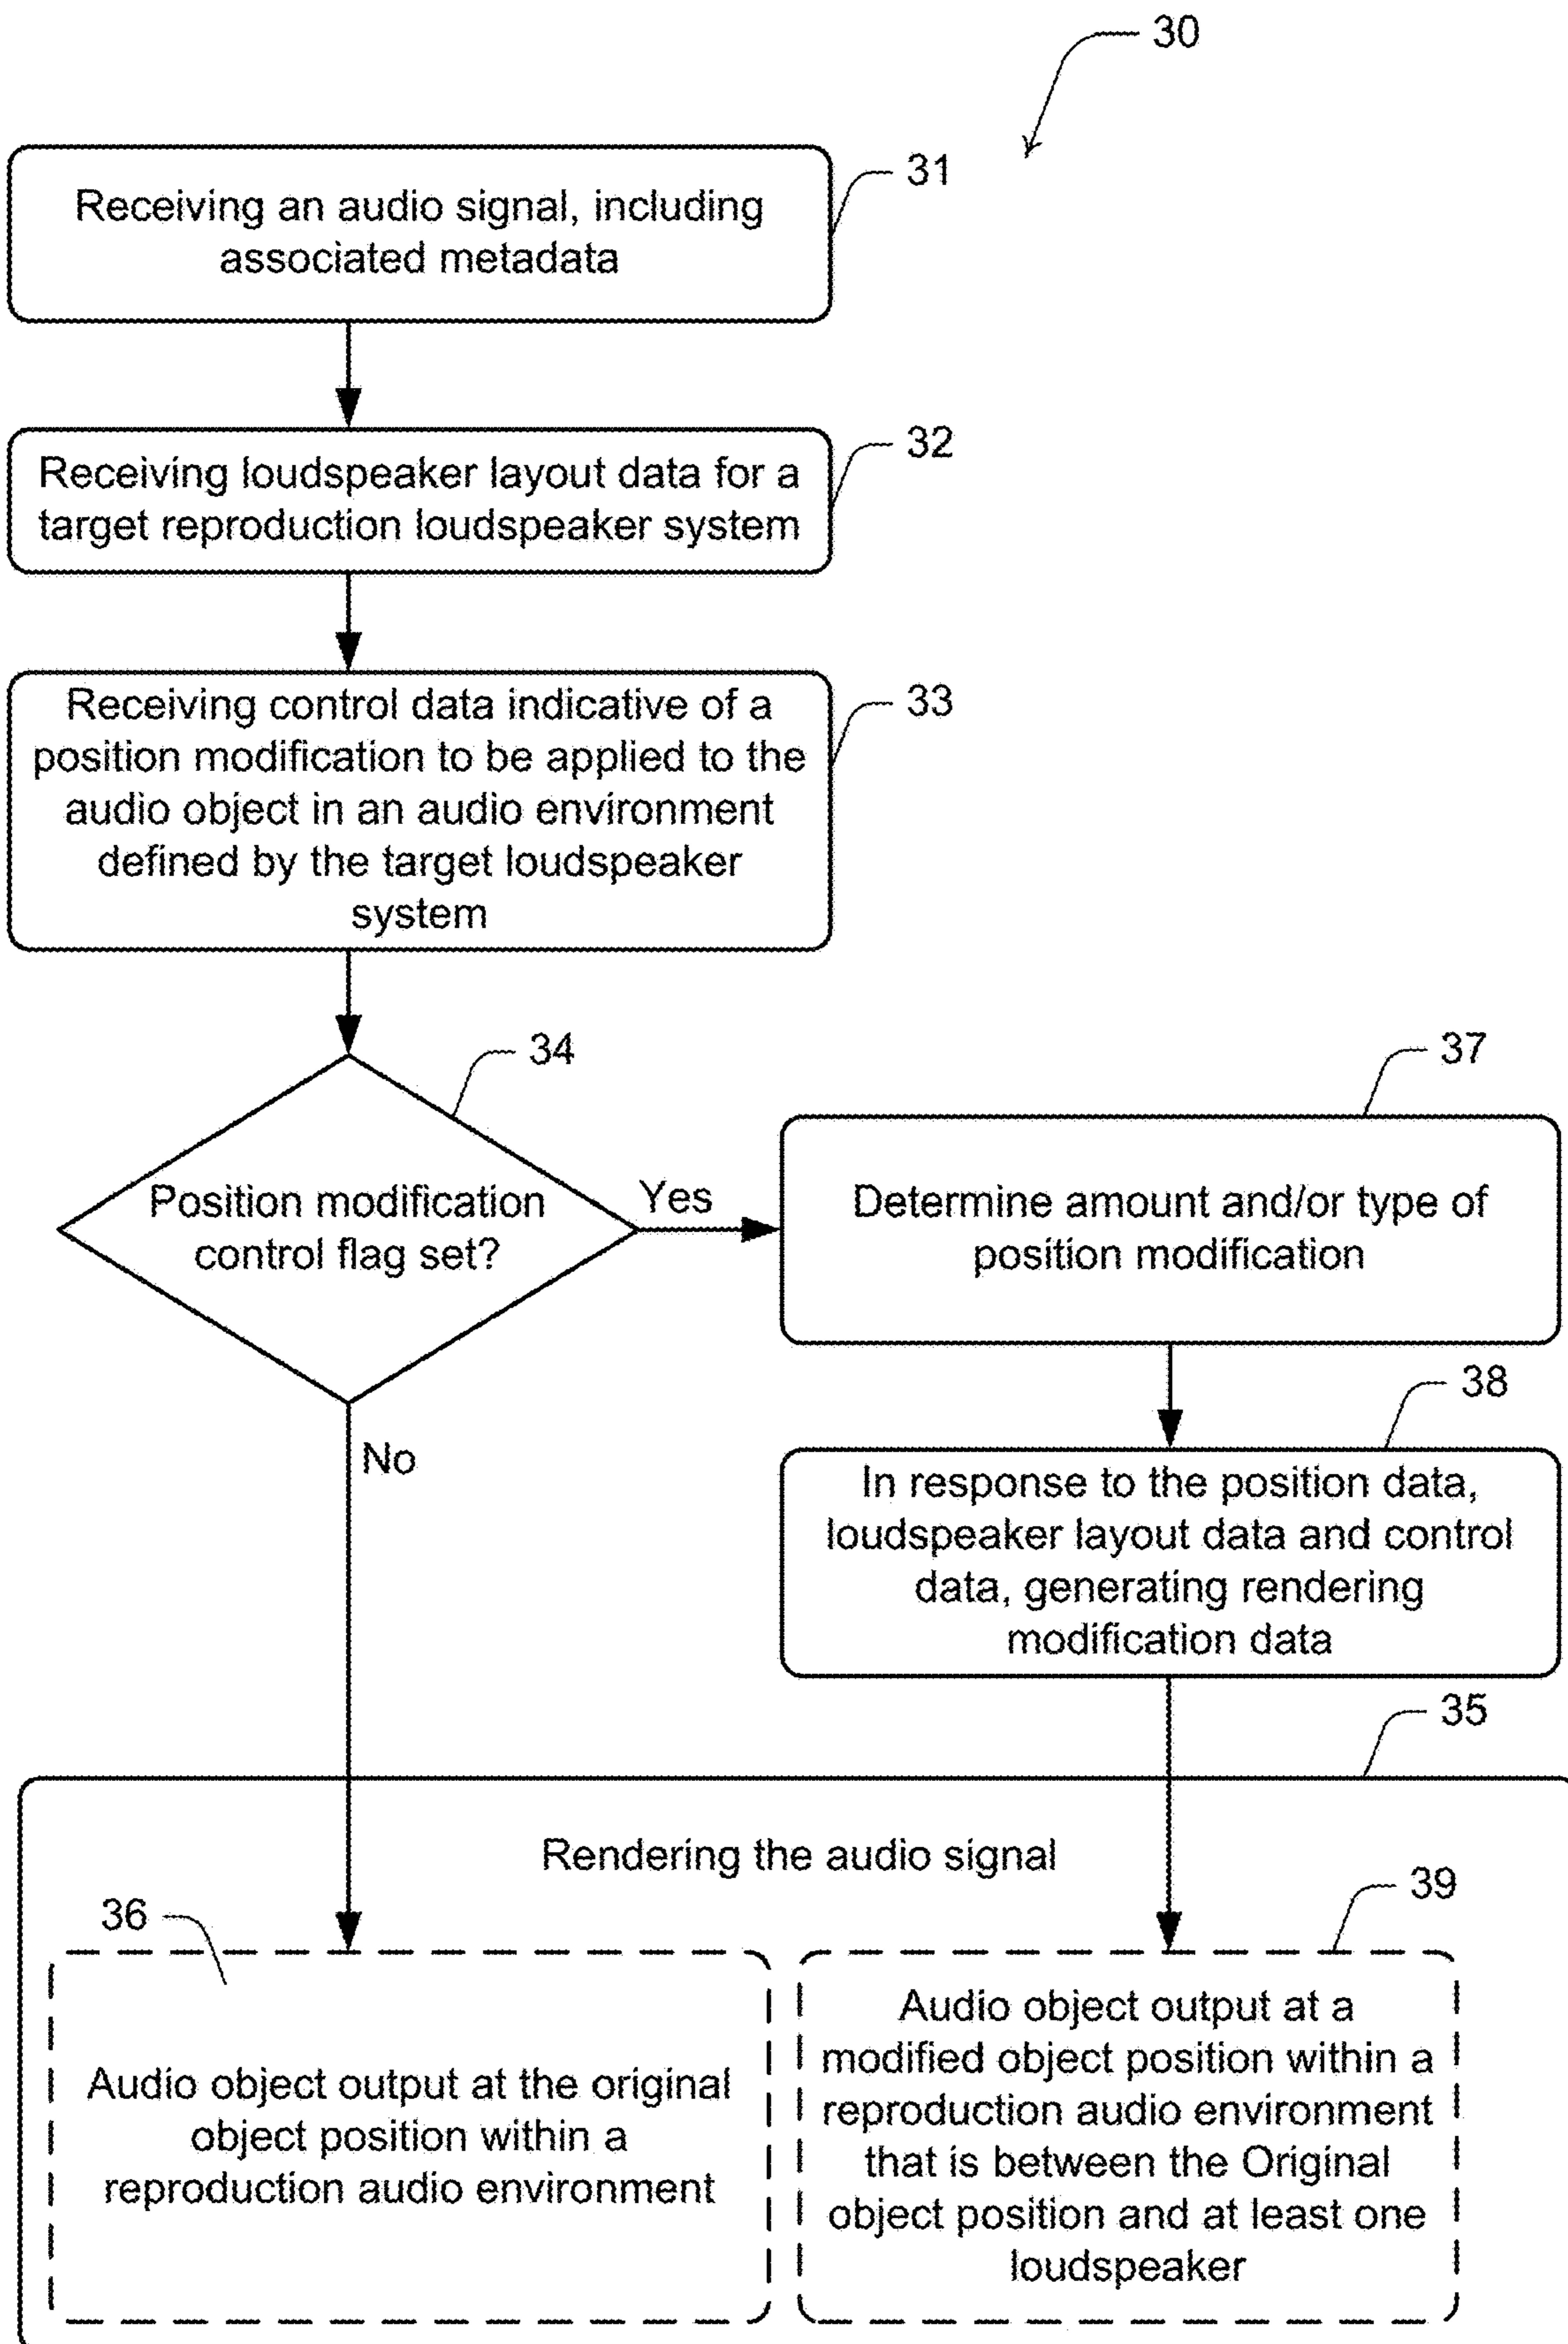 30
31
Receiving an audio signal, including
associated metadada
32
Receiving loudspeaker layout data for a
target reproduction loudspeaker system
33
Receiving control data indicative of a
position modification to be applied to the
audio object in an audio environment
defined by the target loudspeaker
system
34
Position modification
control flag set?
Yes
No
37
Determine amount and/or type of
position modification
38
In response to the position data,
loudspeaker layout data and control
data, generating rendering
modification data
35
Rendering the audio signal
36
Audio object output at the original
object position within a
reproduction audio environment
39
Audio object output at a
modified object position within a
reproduction audio environment
that is between the Original
object position and at least one
loudspeaker